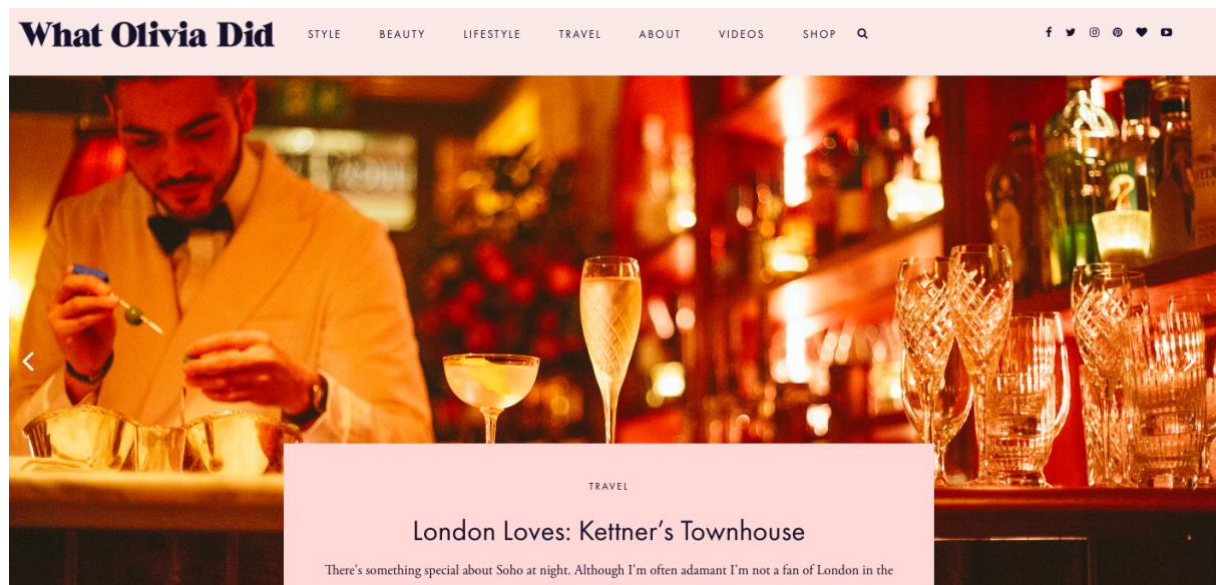 What Olivia Did
STYLE BEAUTY LIFESTYLE TRAVEL ABOUT VIDEOS SHOP
TRAVEL
London Loves: Kettner's Townhouse
There's something special about Soho at night. Although I'm often adamant I'm not a fan of London in the